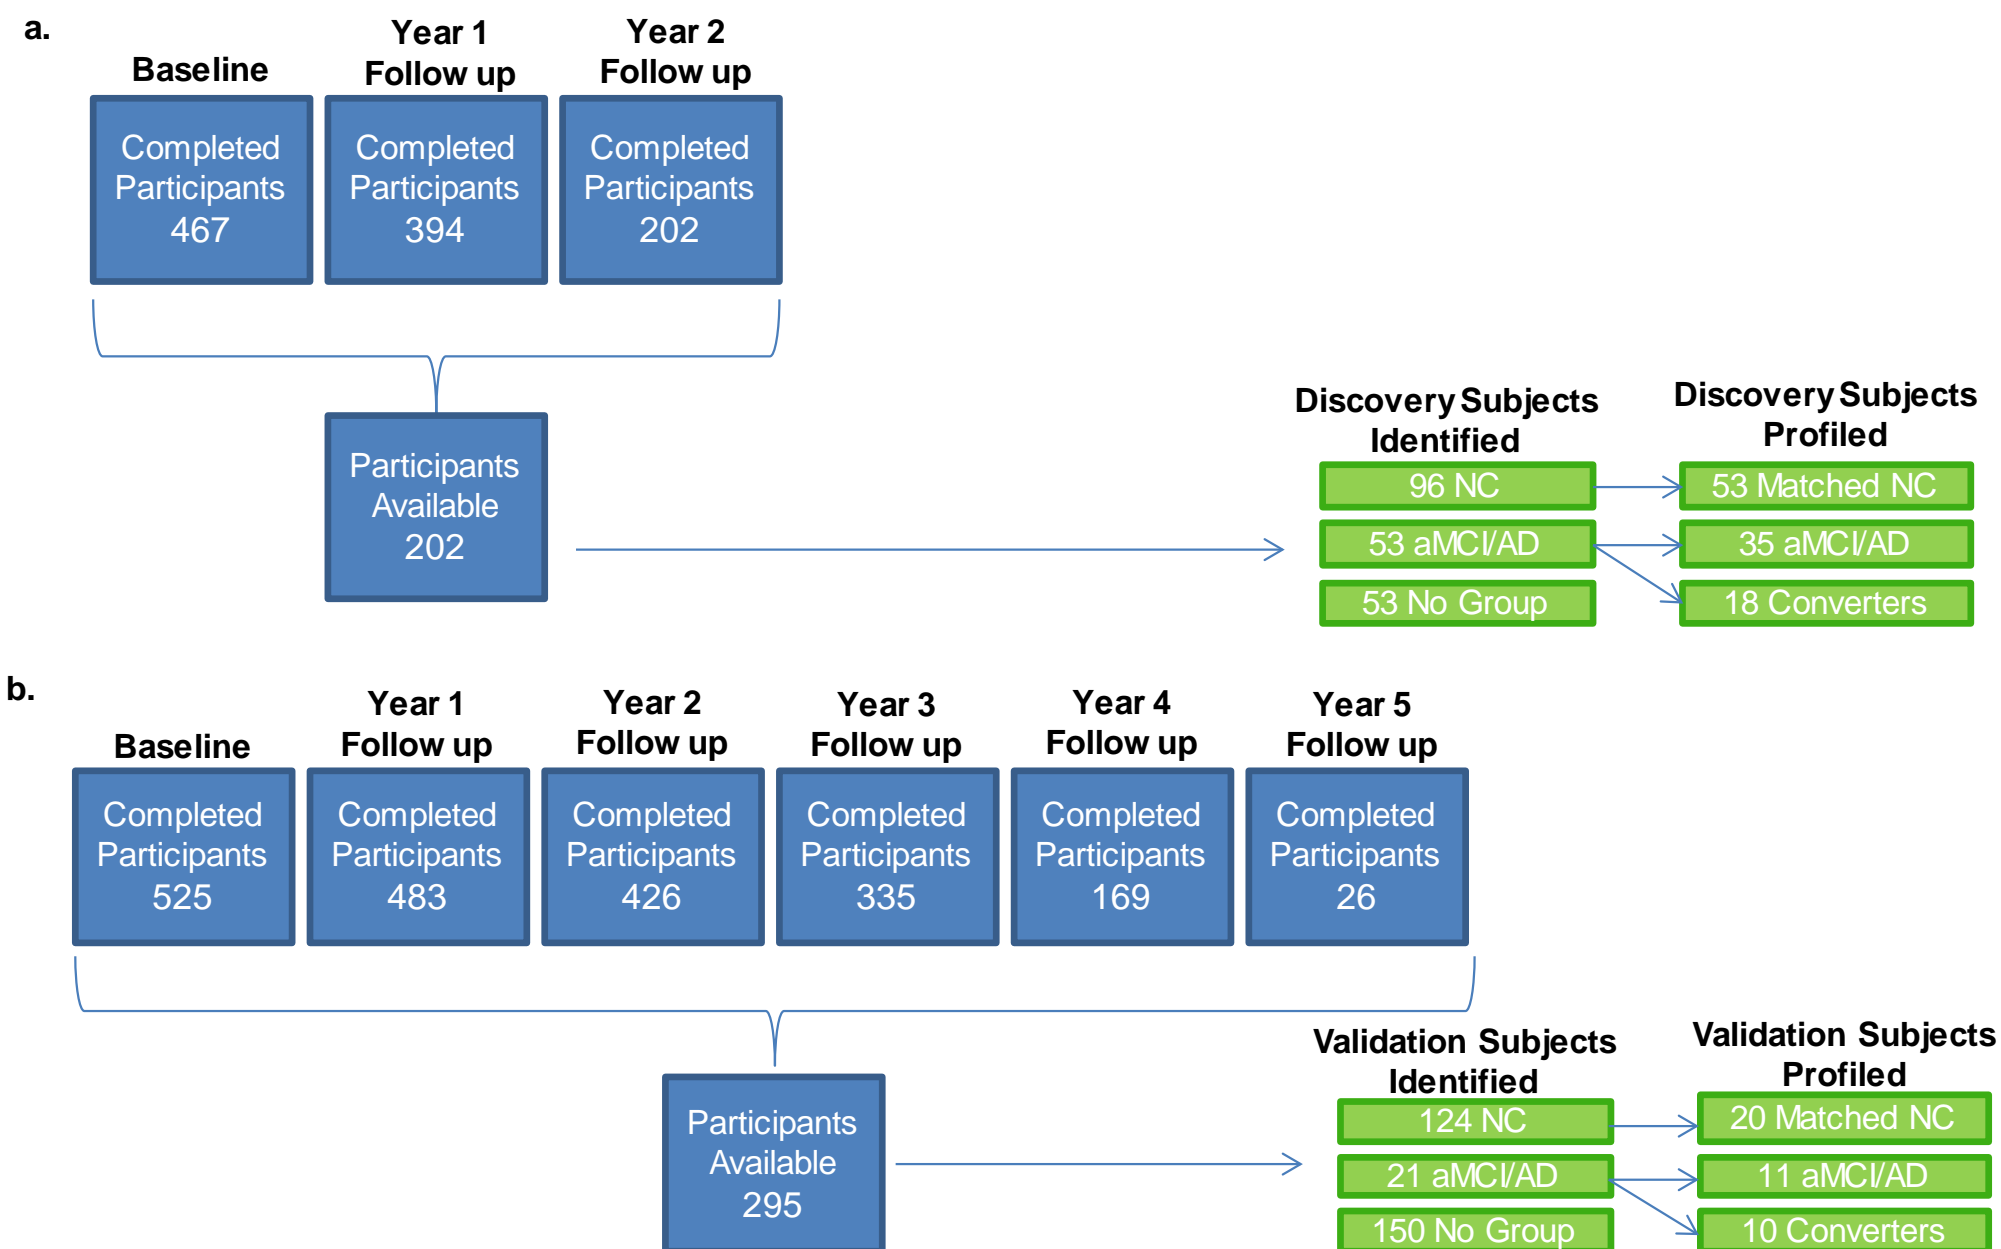 a.
Baseline
Year 1
Follow up
Year 2
Follow up
Completed
Participants
467
Completed
Participants
394
Completed
Participants
202
Participants
Available
202
Discovery Subjects
Identified
96 NC
53 aMCI/AD
53 No Group
Discovery Subjects
Profiled
53 Matched NC
35 aMCI/AD
18 Converters
b.
Baseline
Year 1
Follow up
Year 2
Follow up
Year 3
Follow up
Year 4
Follow up
Year 5
Follow up
Completed
Participants
525
Completed
Participants
483
Completed
Participants
426
Completed
Participants
335
Completed
Participants
169
Completed
Participants
26
Participants
Available
295
Validation Subjects
Identified
124 NC
21 aMCI/AD
150 No Group
Validation Subjects
Profiled
20 Matched NC
11 aMCI/AD
10 Converters